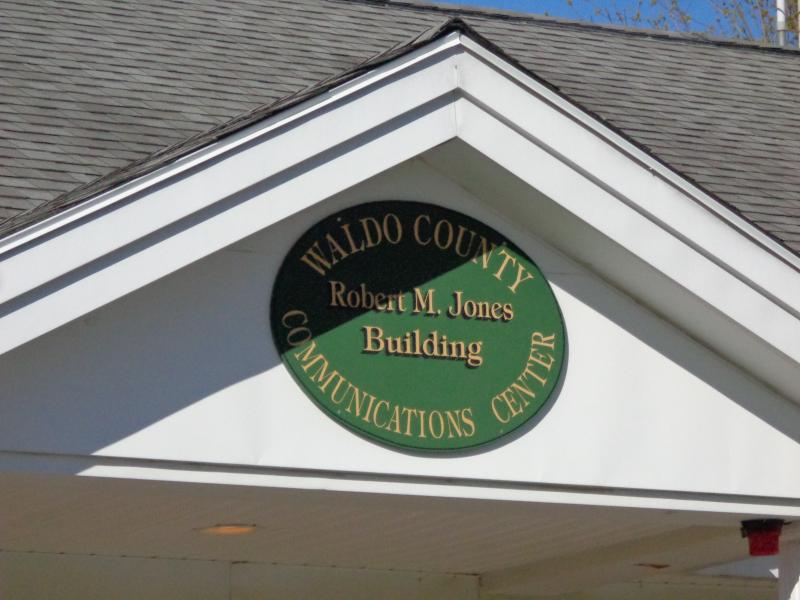 WALDO COUNTY
Robert M. Jones
Building
COMMUNICATIONS CENTER